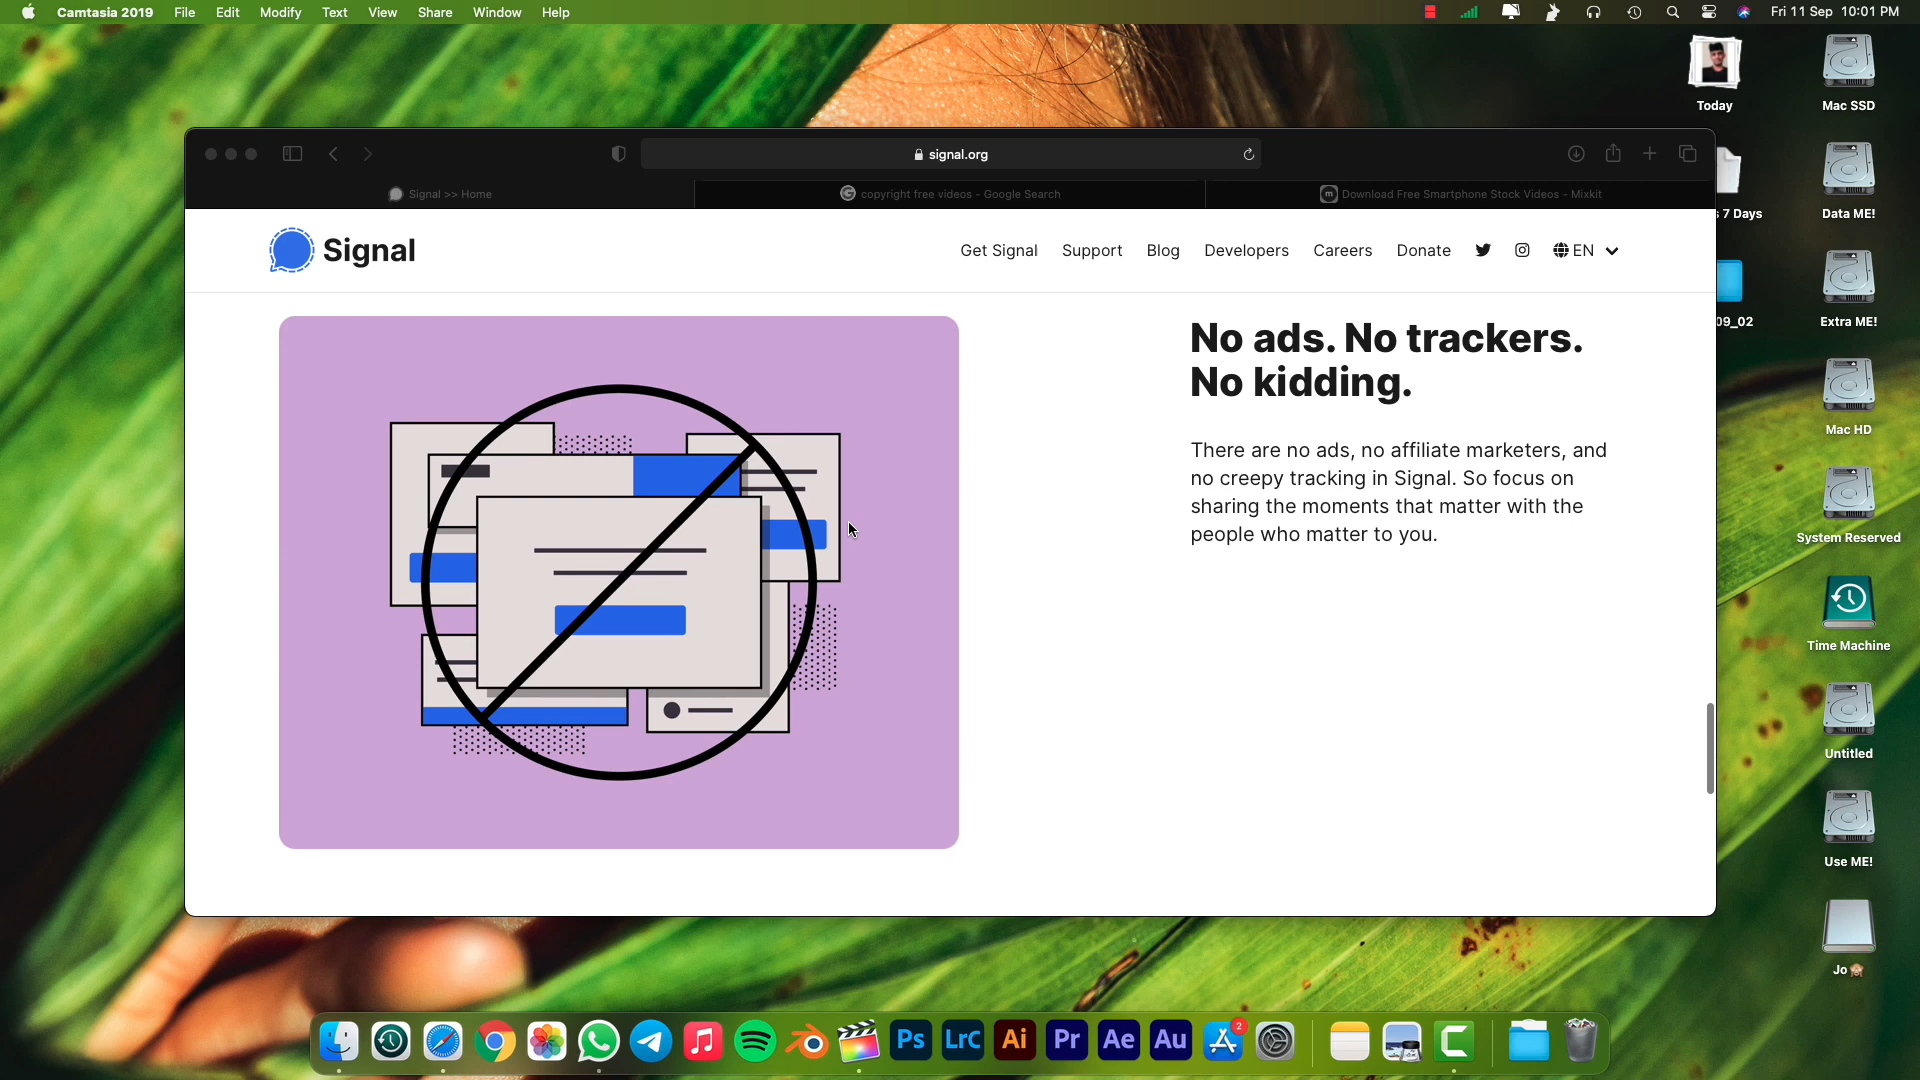 Camtasia 2019 File Edit Modify Text View Share Window Help
Fri 11 Sep 10:01 PM
Today
Mac SSD
signal.org
Signal >> Home
copyright free videos - Google Search
m Download Free Smartphone Stock Videos - Mixkit
s 7 Days
Data ME!
Signal
Get Signal Support Blog Developers Careers Donate EN
09_02
Extra ME!
No ads. No trackers.
No kidding.
There are no ads, no affiliate marketers, and
no creepy tracking in Signal. So focus on
sharing the moments that matter with the
people who matter to you.
Mac HD
System Reserved
Time Machine
Untitled
Use ME!
Jo🙈
Ps LrC Ai Pr Ae Au 2